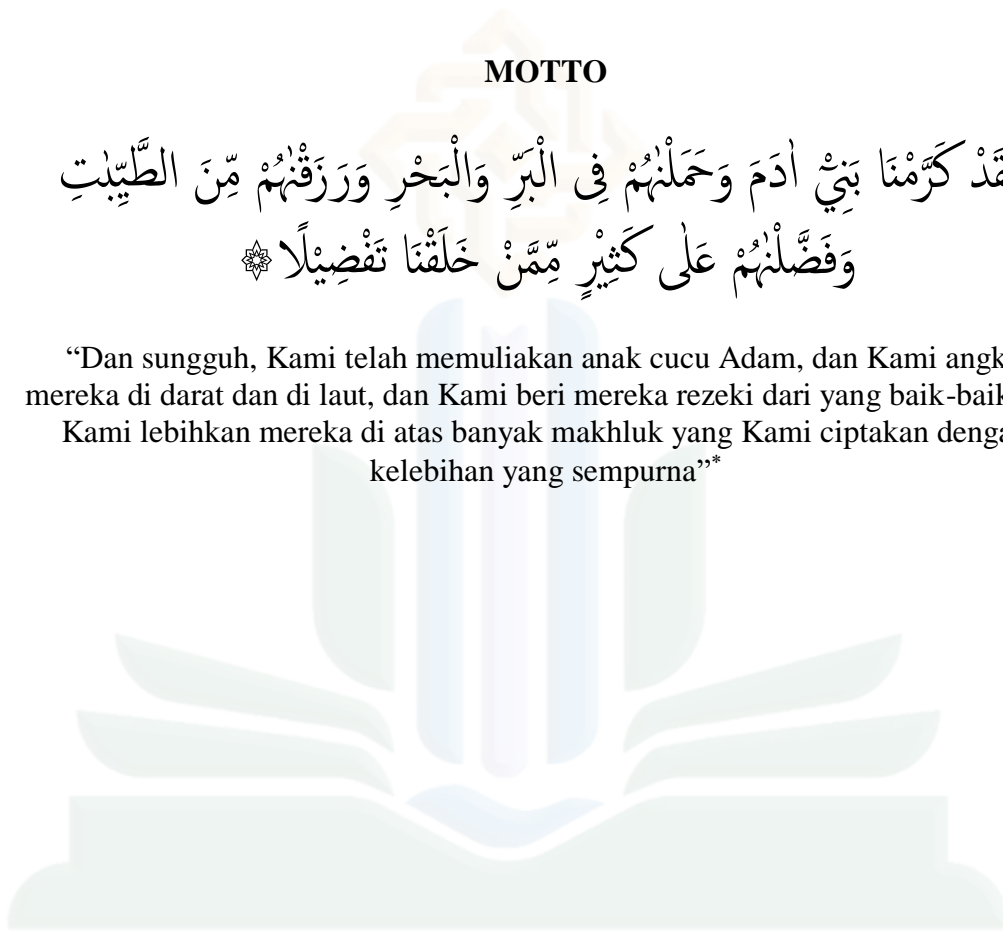 MOTTO
كَرَّمْنَا بَنِيْٓ اٰدَمَ وَحَمَلْنٰهُمْ فِى الْبَرِّ وَالْبَحْرِ وَرَزَقْنٰهُمْ مِّنَ الطَّيِّبٰتِ
وَفَضَّلْنٰهُمْ عَلٰى كَثِيْرٍ مِّمَّنْ خَلَقْنَا تَفْضِيْلًا ۞
“Dan sungguh, Kami telah memuliakan anak cucu Adam, dan Kami
mereka di darat dan di laut, dan Kami beri mereka rezeki dari yang baik-baik
Kami lebihkan mereka di atas banyak makhluk yang Kami ciptakan
kelebihan yang sempurna”*